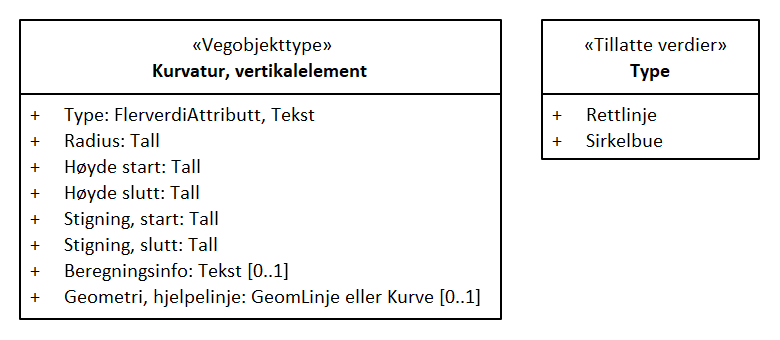 «Vegobjekttype»
Kurvatur, vertikalelement
+ Type: FlerverdiAttributt, Tekst
+ Radius: Tall
+ Høyde start: Tall
+ Høyde slutt: Tall
+ Stigning, start: Tall
+ Stigning, slutt: Tall
+ Beregningsinfo: Tekst [0..1]
+ Geometri, hjelpelinje: GeomLinje eller Kurve [0..1]
«Tillatte verdier»
Type
+ Rettlinje
+ Sirkelbue